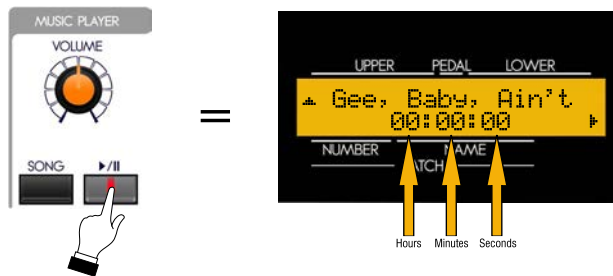 MUSIC PLAYER
VOLUME
SONG
▶/II
=
UPPER PEDAL LOWER
Gee, Baby, Ain't
00:00:00
NUMBER NAME
ATCH
Hours Minutes Seconds